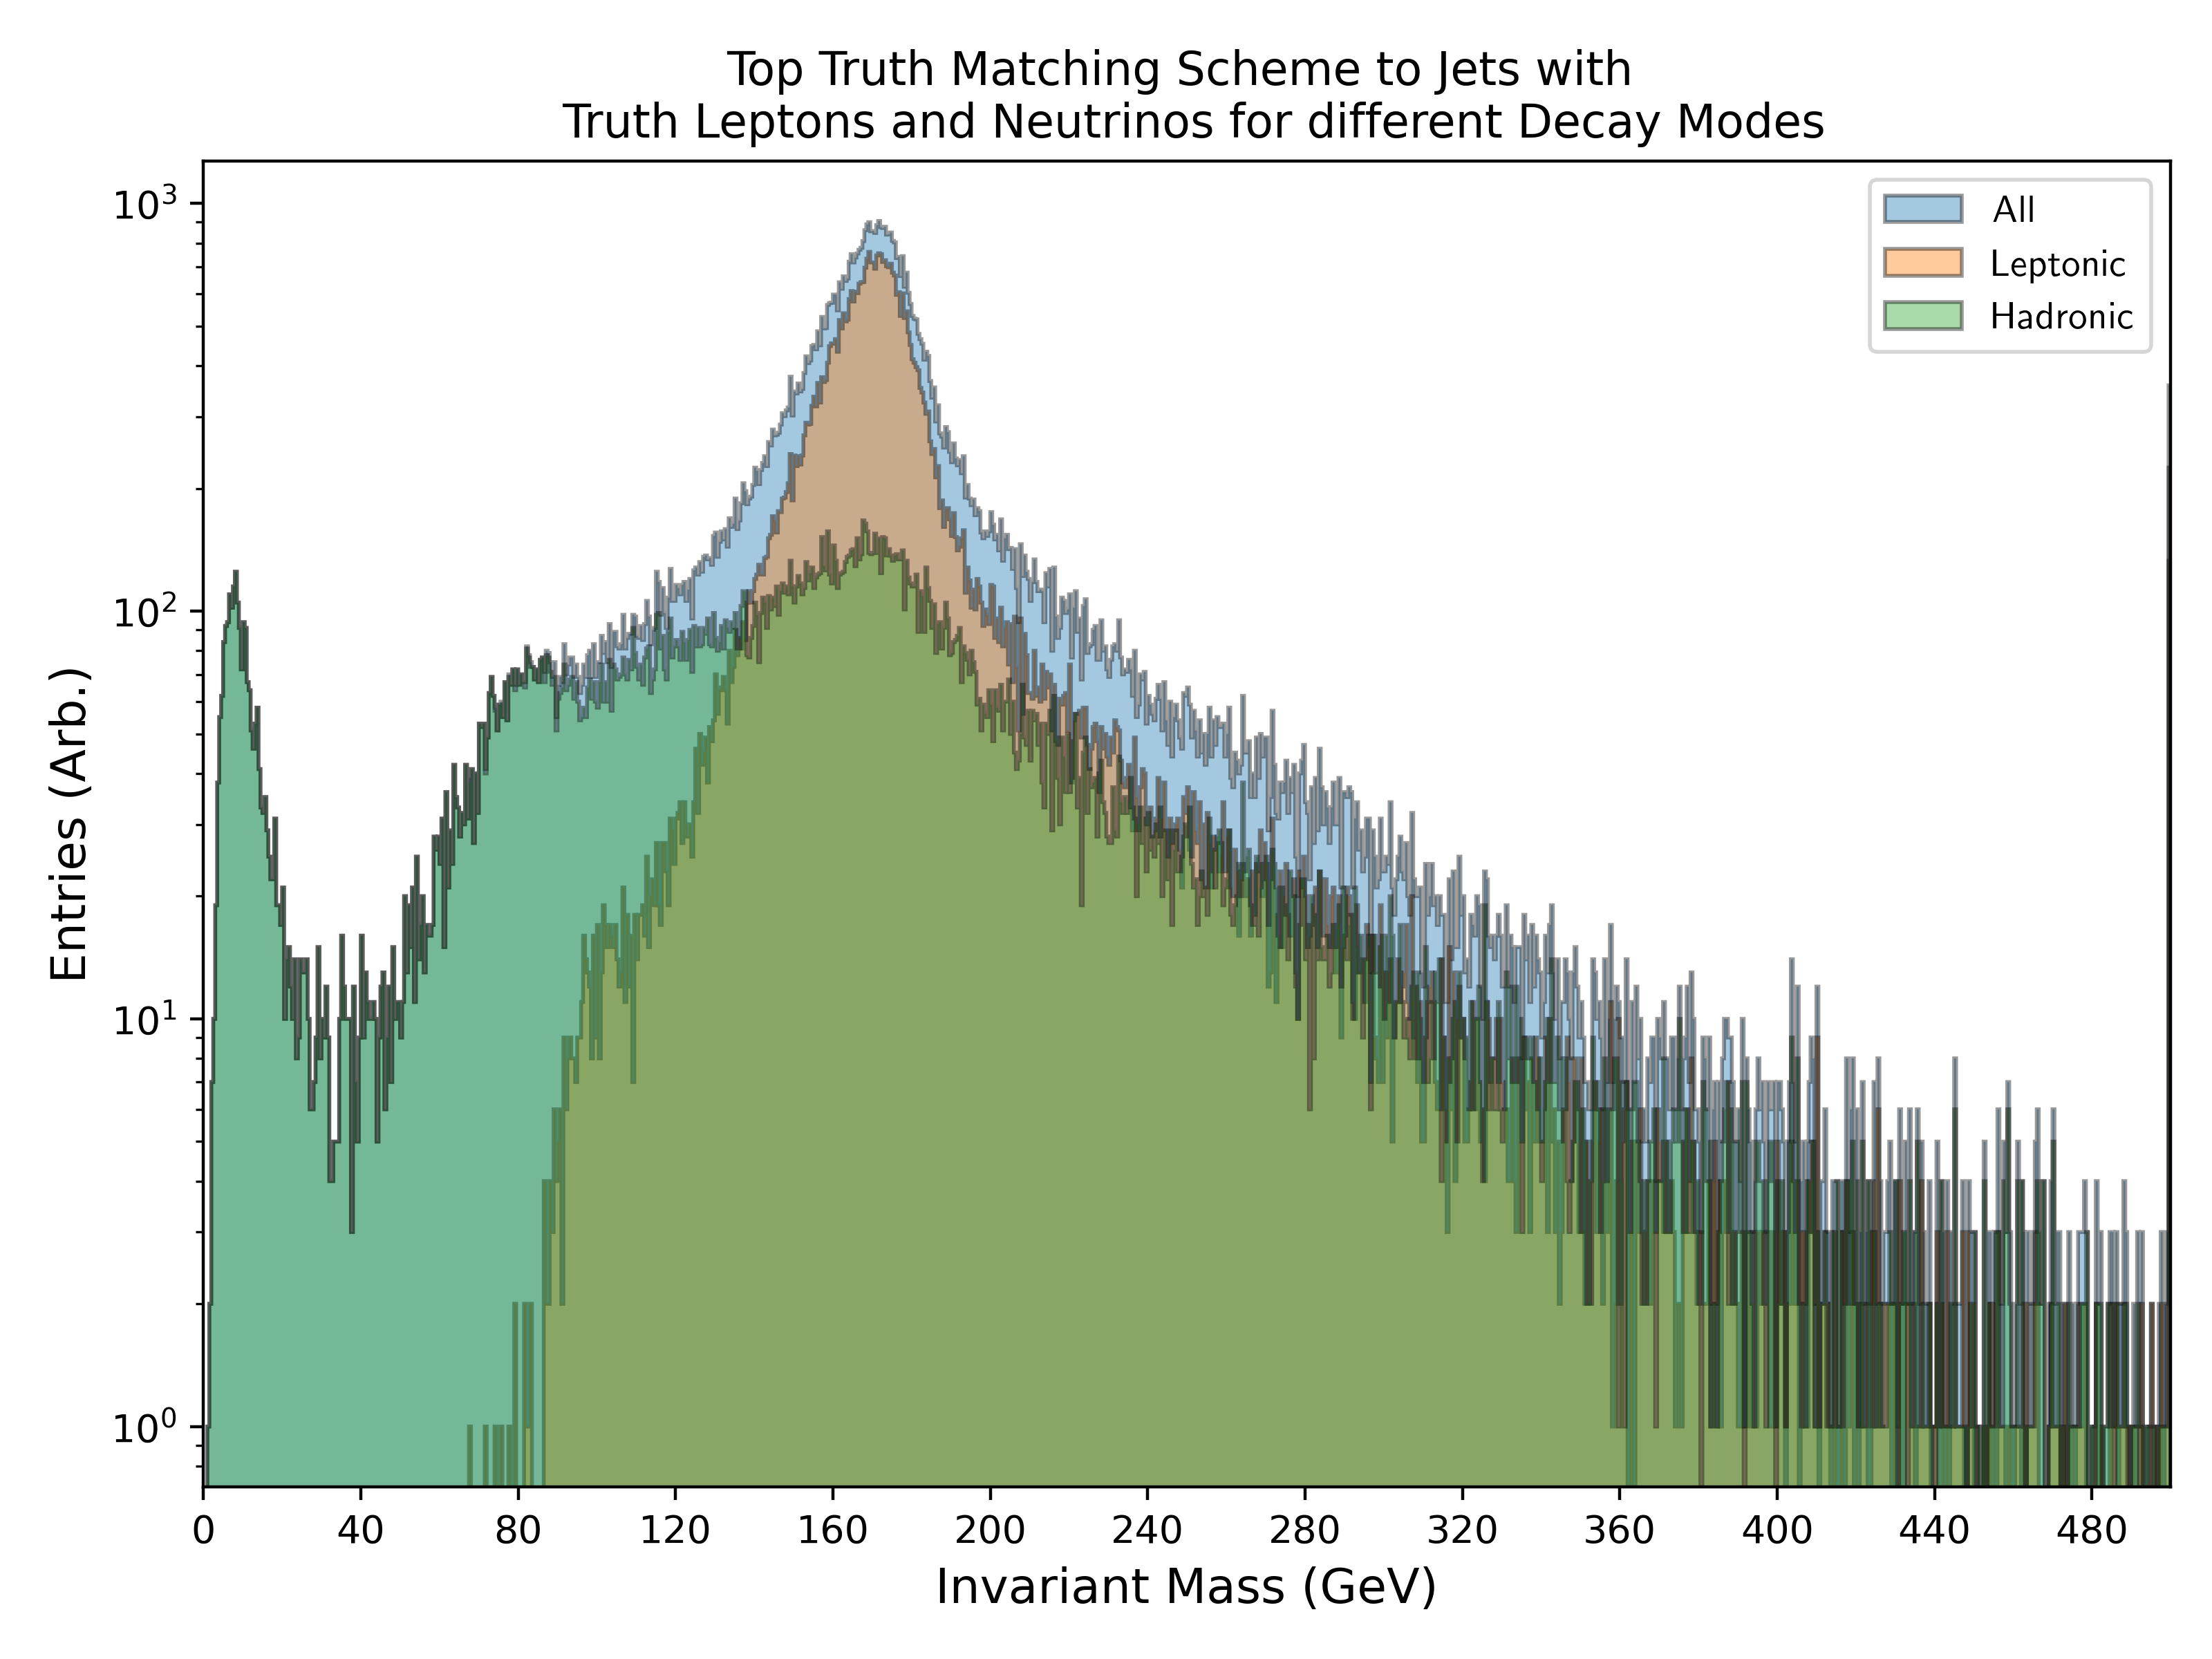 Top Truth Matching Scheme to Jets with
Truth Leptons and Neutrinos for different Decay Modes
All
Leptonic
Hadronic
Entries (Arb.)
10³
10²
10¹
10⁰
0 40 80 120 160 200 240 280 320 360 400 440 480
Invariant Mass (GeV)